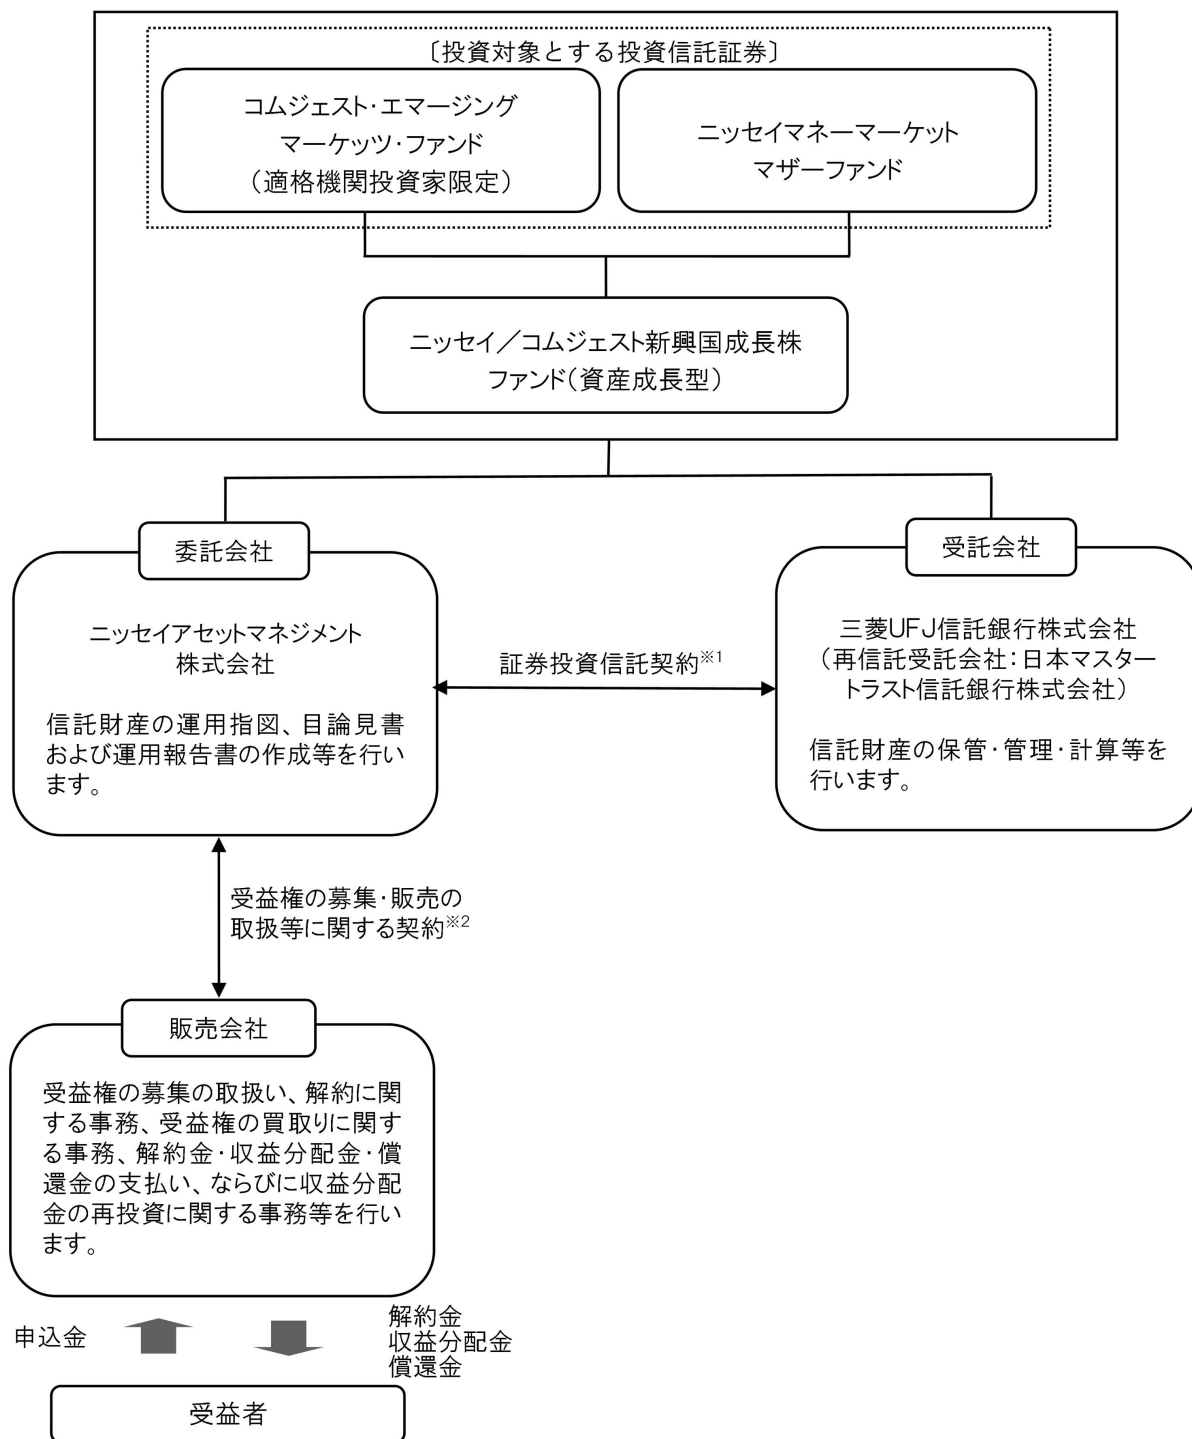 〔投資対象とする投資信託証券〕
コムジェスト・エマージング
マーケッツ・ファンド
（適格機関投資家限定）
ニッセイマネーマーケット
マザーファンド
ニッセイ／コムジェスト新興国成長株
ファンド（資産成長型）
委託会社
ニッセイアセットマネジメント
株式会社
信託財産の運用指図、目論見書
および運用報告書の作成等を行い
ます。
証券投資信託契約※1
受託会社
三菱UFJ信託銀行株式会社
（再信託受託会社：日本マスター
トラスト信託銀行株式会社）
信託財産の保管・管理・計算等を
行います。
受益権の募集・販売の
取扱等に関する契約※2
販売会社
受益権の募集の取扱い、解約に関
する事務、受益権の買取りに関す
る事務、解約金・収益分配金・償
還金の支払い、ならびに収益分配
金の再投資に関する事務等を行い
ます。
申込金
解約金
収益分配金
償還金
受益者